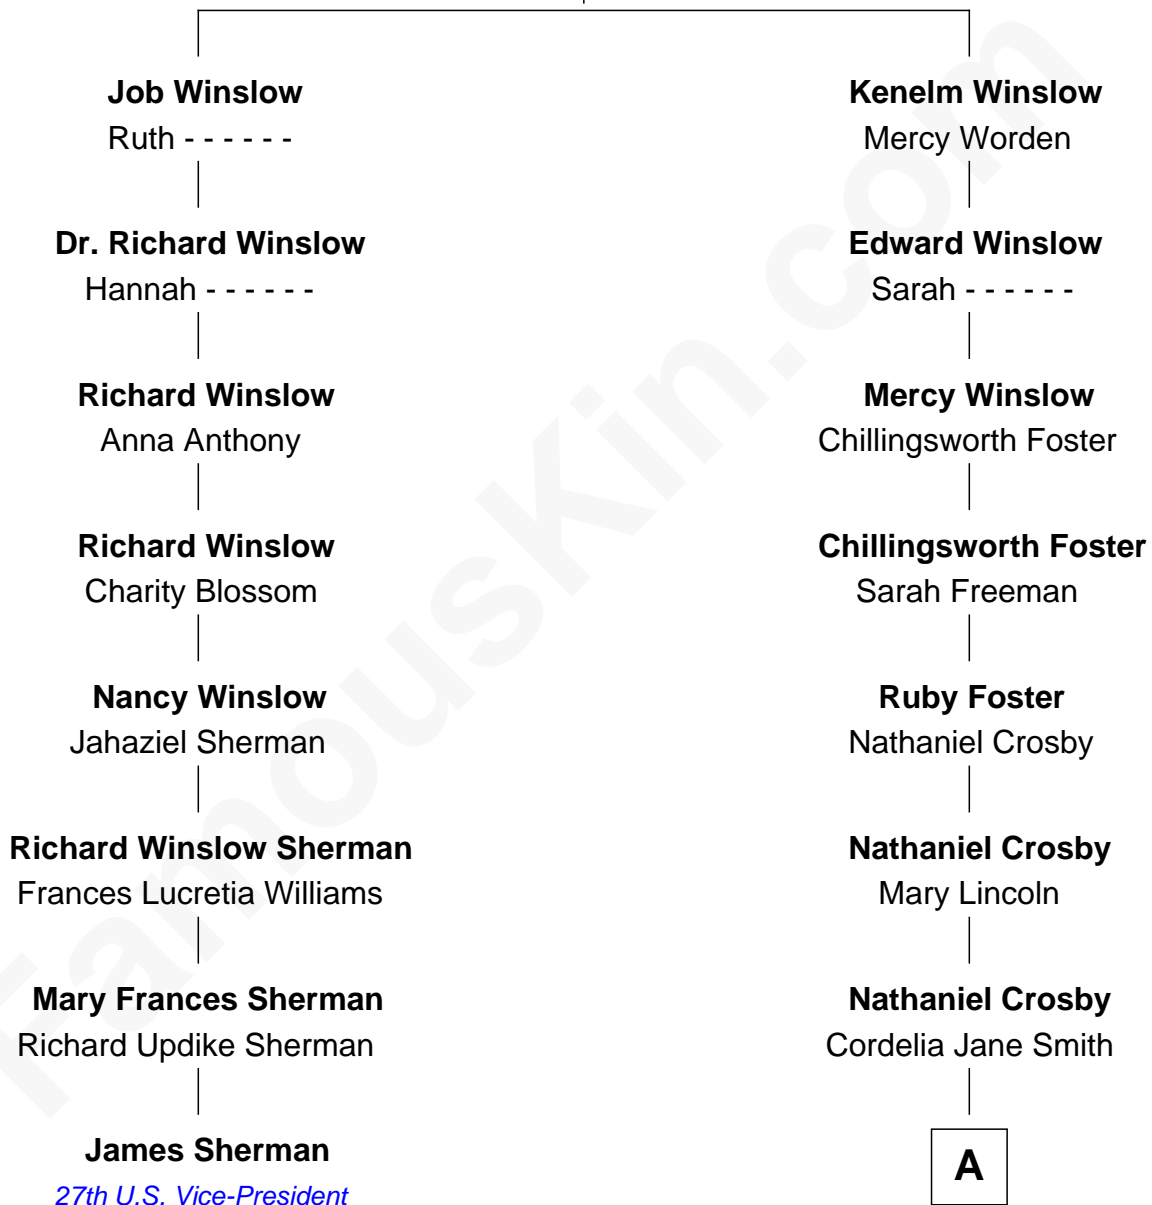 Job Winslow
Ruth - - - - - -
Dr. Richard Winslow
Hannah - - - - - -
Richard Winslow
Anna Anthony
Richard Winslow
Charity Blossom
Nancy Winslow
Jahaziel Sherman
Richard Winslow Sherman
Frances Lucretia Williams
Mary Frances Sherman
Richard Updike Sherman
James Sherman
27th U.S. Vice-President
Kenelm Winslow
Mercy Worden
Edward Winslow
Sarah - - - - - -
Mercy Winslow
Chillingsworth Foster
Chillingsworth Foster
Sarah Freeman
Ruby Foster
Nathaniel Crosby
Nathaniel Crosby
Mary Lincoln
Nathaniel Crosby
Cordelia Jane Smith
A
FamousKin.com